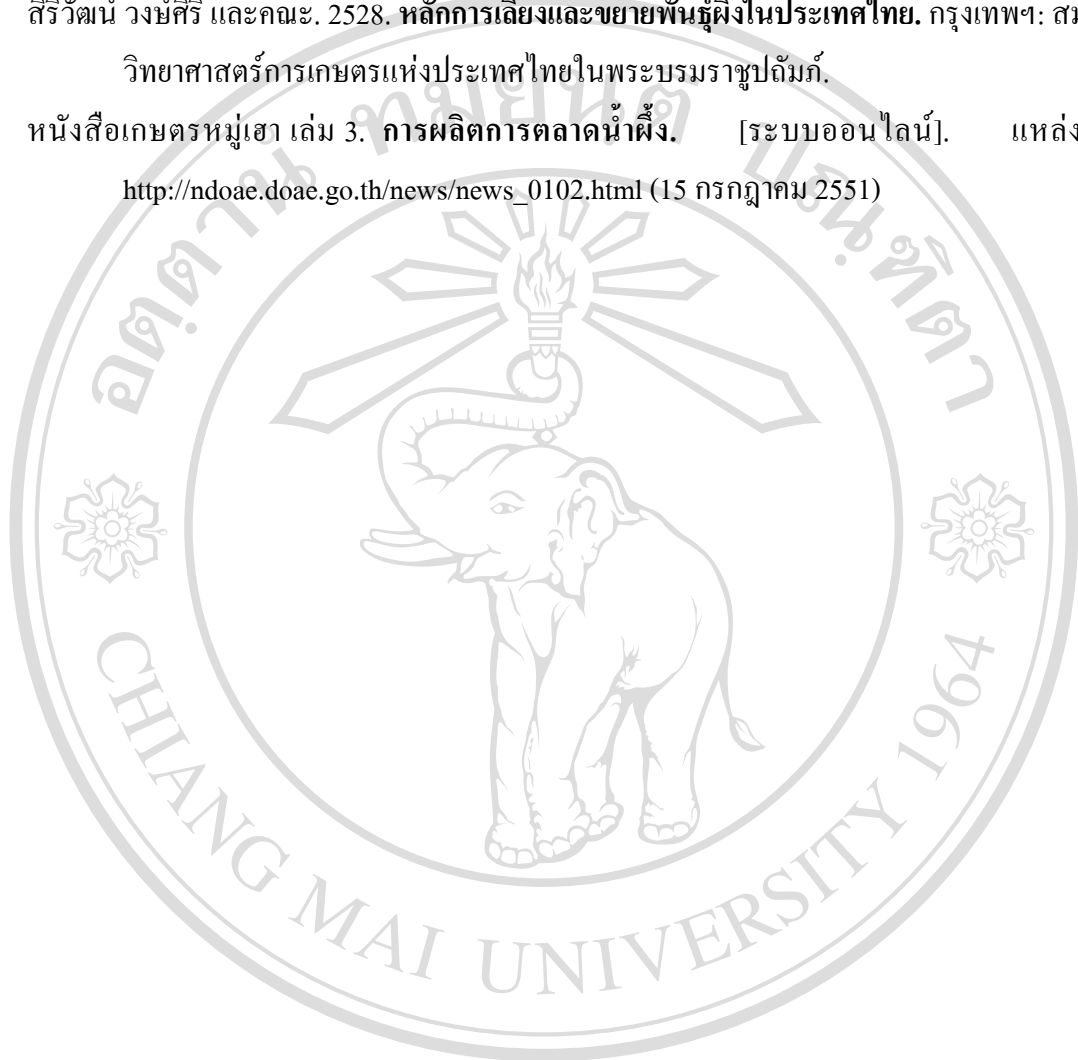 สิริวัฒน์ วงษ์ศิริ และคณะ. 2528. หลักการเลี้ยงและขยายพันธุ์ผึ้งในประเทศไทย. กรุงเทพฯ:
วิทยาศาสตร์การเกษตรแห่งประเทศไทยในพระบรมราชูปถัมภ์.
หนังสือเกษตรหมู่เฮา เล่ม 3. การผลิตการตลาดน้ำผึ้ง. [ระบบออนไลน์]. แหล่ง
http://ndoae.doae.go.th/news/news_0102.html (15 กรกฎาคม 2551)
CHIANG MAI UNIVERSITY 1964